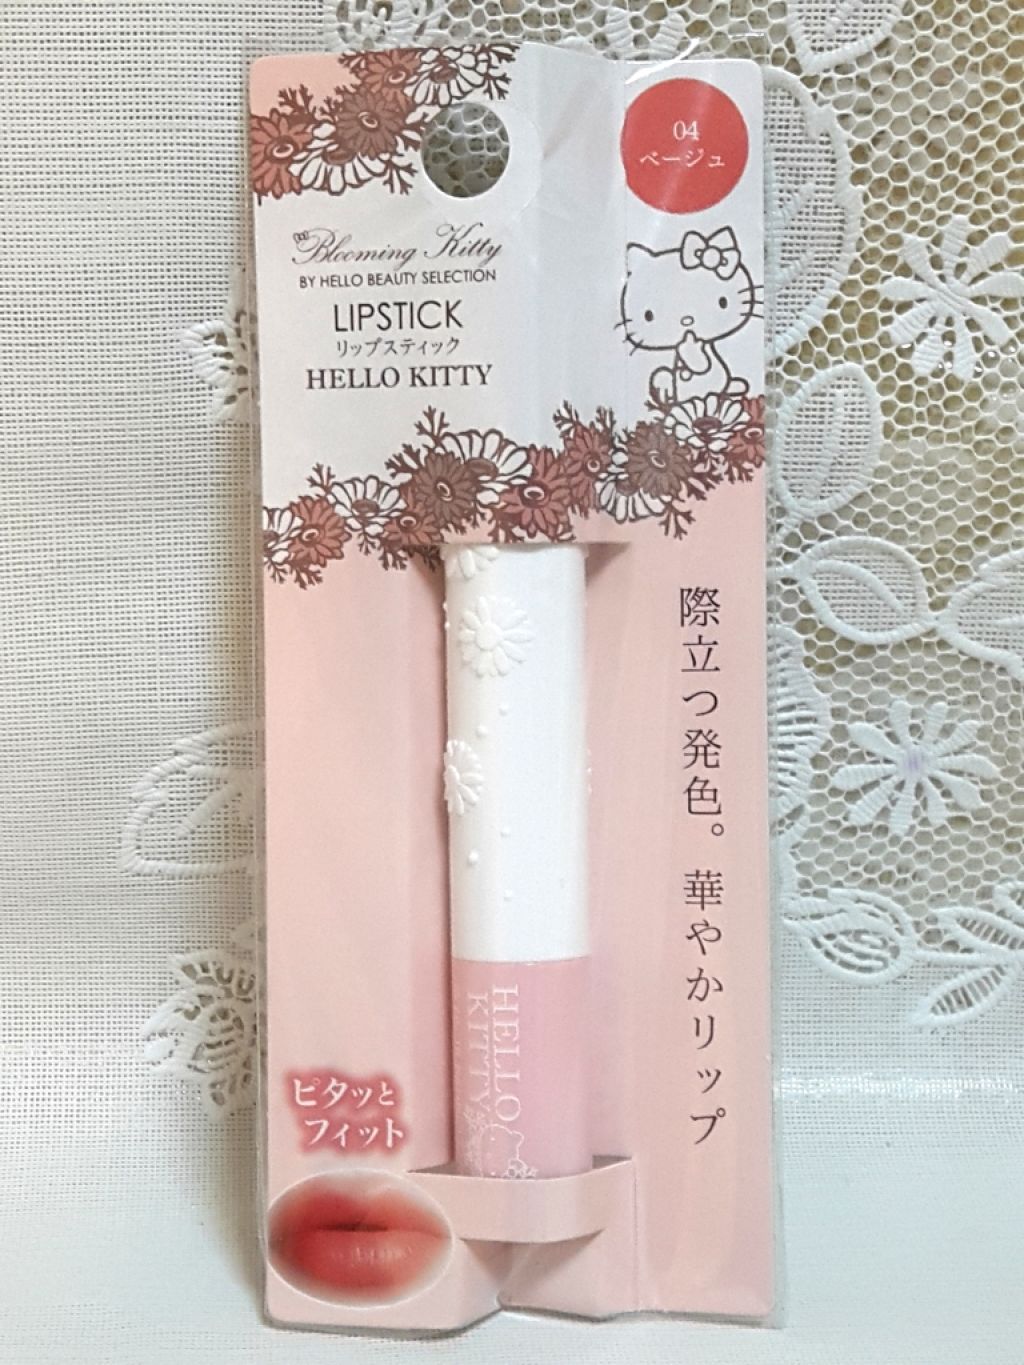 04
ベージュ
Blooming Kitty
BY HELLO BEAUTY SELECTION
LIPSTICK
リップスティック
HELLO KITTY
際立つ発色。華やかリップ
HELLO
KITTY
ピタッと
フィット